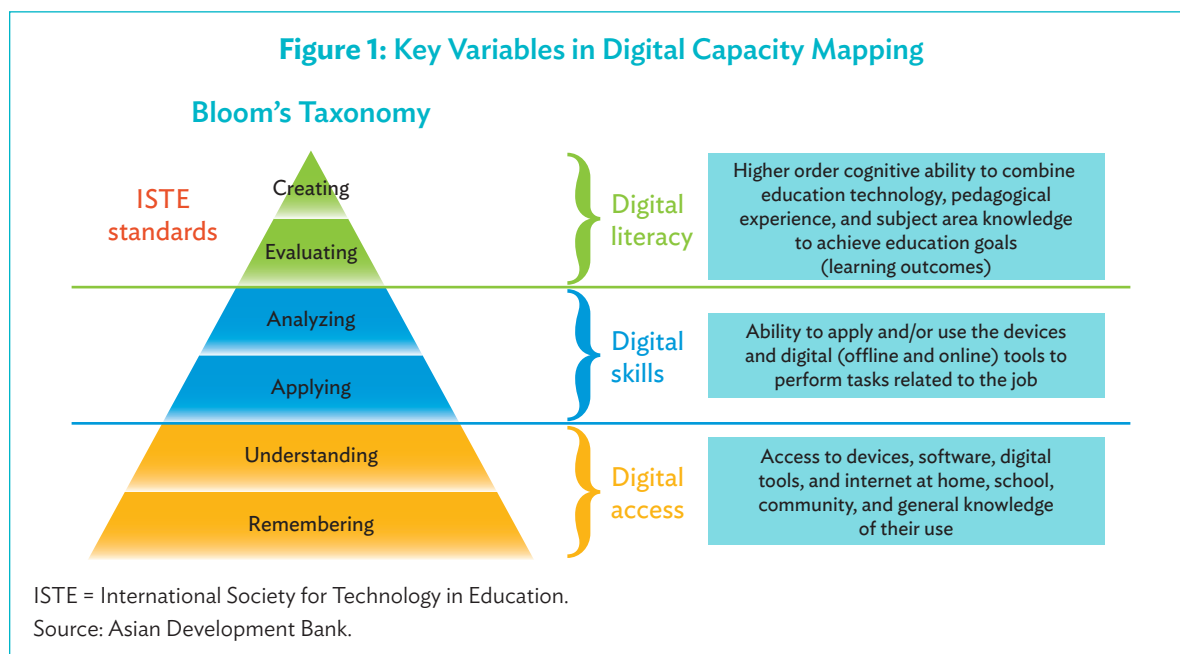 Figure 1: Key Variables in Digital Capacity Mapping
Bloom’s Taxonomy
ISTE
standards
Creating
Evaluating
Digital
literacy
Higher order cognitive ability to combine
education technology, pedagogical
experience, and subject area knowledge
to achieve education goals
(learning outcomes)
Analyzing
Applying
Digital
skills
Ability to apply and/or use the devices
and digital (offline and online) tools to
perform tasks related to the job
Understanding
Remembering
Digital
access
Access to devices, software, digital
tools, and internet at home, school,
community, and general knowledge
of their use
ISTE = International Society for Technology in Education.
Source: Asian Development Bank.